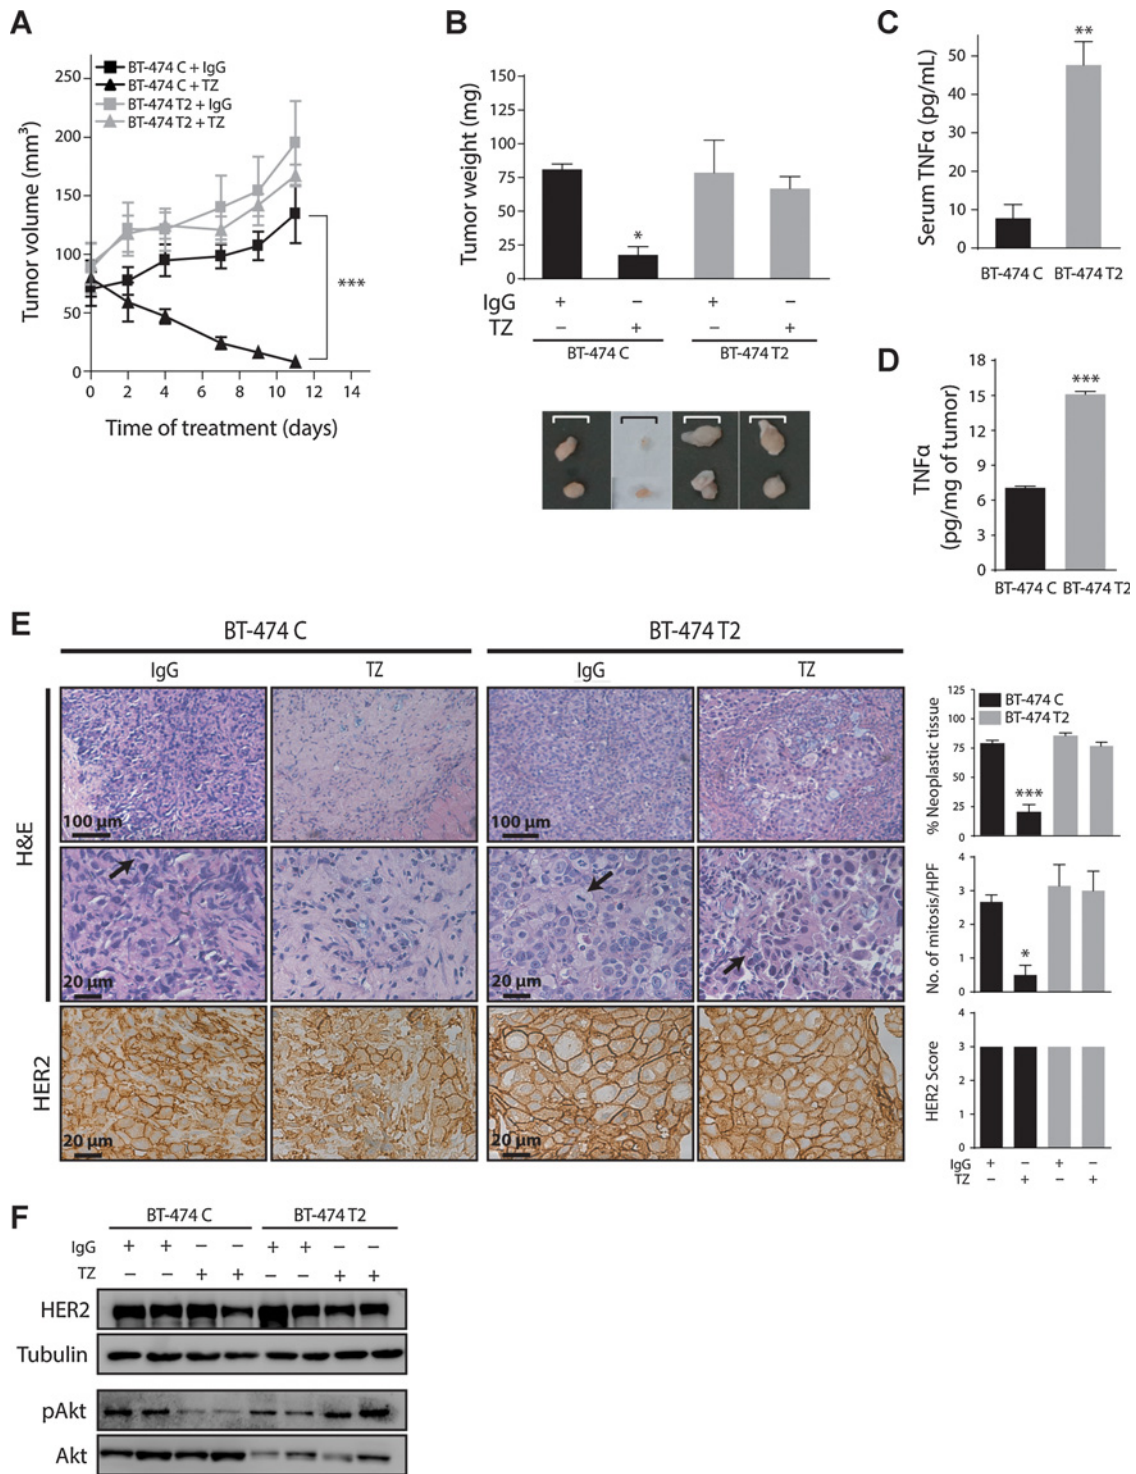 A
BT-474 C + IgG
BT-474 C + TZ
BT-474 T2 + IgG
BT-474 T2 + TZ
Tumor volume (mm³)
250
200
150
100
50
0
0 2 4 6 8 10 12 14
Time of treatment (days)
***
B
Tumor weight (mg)
150
125
100
75
50
25
0
*
IgG + – + –
TZ – + – +
BT-474 C BT-474 T2
C
Serum TNFα (pg/mL)
50
40
30
20
10
0
**
BT-474 C BT-474 T2
D
TNFα
(pg/mg of tumor)
18
15
12
9
6
3
0
***
BT-474 C BT-474 T2
E
BT-474 C BT-474 T2
IgG TZ IgG TZ
H&E
100 µm 100 µm
20 µm 20 µm
HER2
20 µm 20 µm
BT-474 C
BT-474 T2
% Neoplastic tissue
125
100
75
50
25
0
***
No. of mitosis/HPF
4
3
2
1
0
*
HER2 Score
4
3
2
1
0
IgG + – + –
TZ – + – +
F
BT-474 C BT-474 T2
IgG + + – – + + – –
TZ – – + + – – + +
HER2
Tubulin
pAkt
Akt